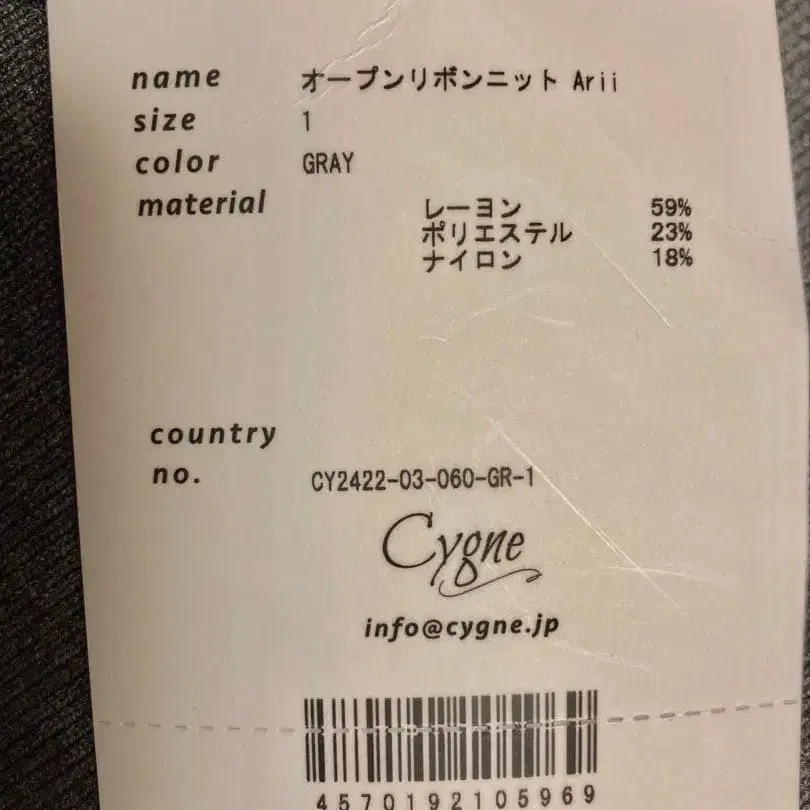 name オープンリボンニット Arii
size 1
color GRAY
material レーヨン 59%
ポリエステル 23%
ナイロン 18%
country
no. CY2422-03-060-GR-1
Cygne
info@cygne.jp
4570192105969